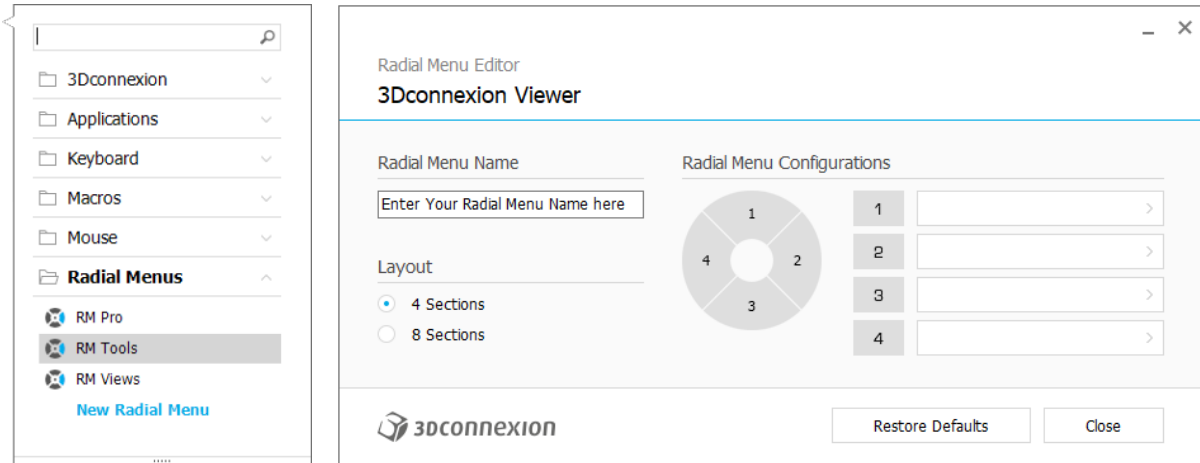 3Dconnexion
Applications
Keyboard
Macros
Mouse
Radial Menus
RM Pro
RM Tools
RM Views
New Radial Menu
Radial Menu Editor
3Dconnexion Viewer
Radial Menu Name
Enter Your Radial Menu Name here
Layout
4 Sections
8 Sections
Radial Menu Configurations
1
4 2
3
1
2
3
4
3Dconnexion
Restore Defaults Close